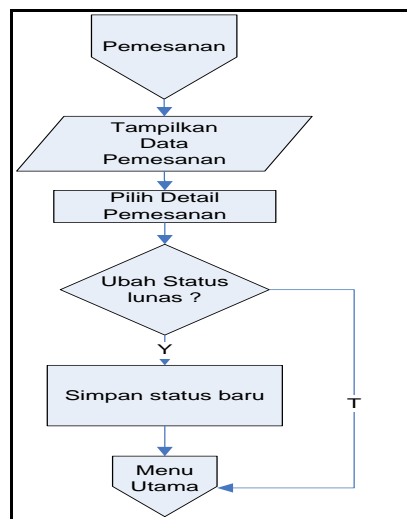 Pemesanan
Tampilkan
Data
Pemesanan
Pilih Detail
Pemesanan
Ubah Status
lunas ?
Y
Simpan status baru
T
Menu
Utama